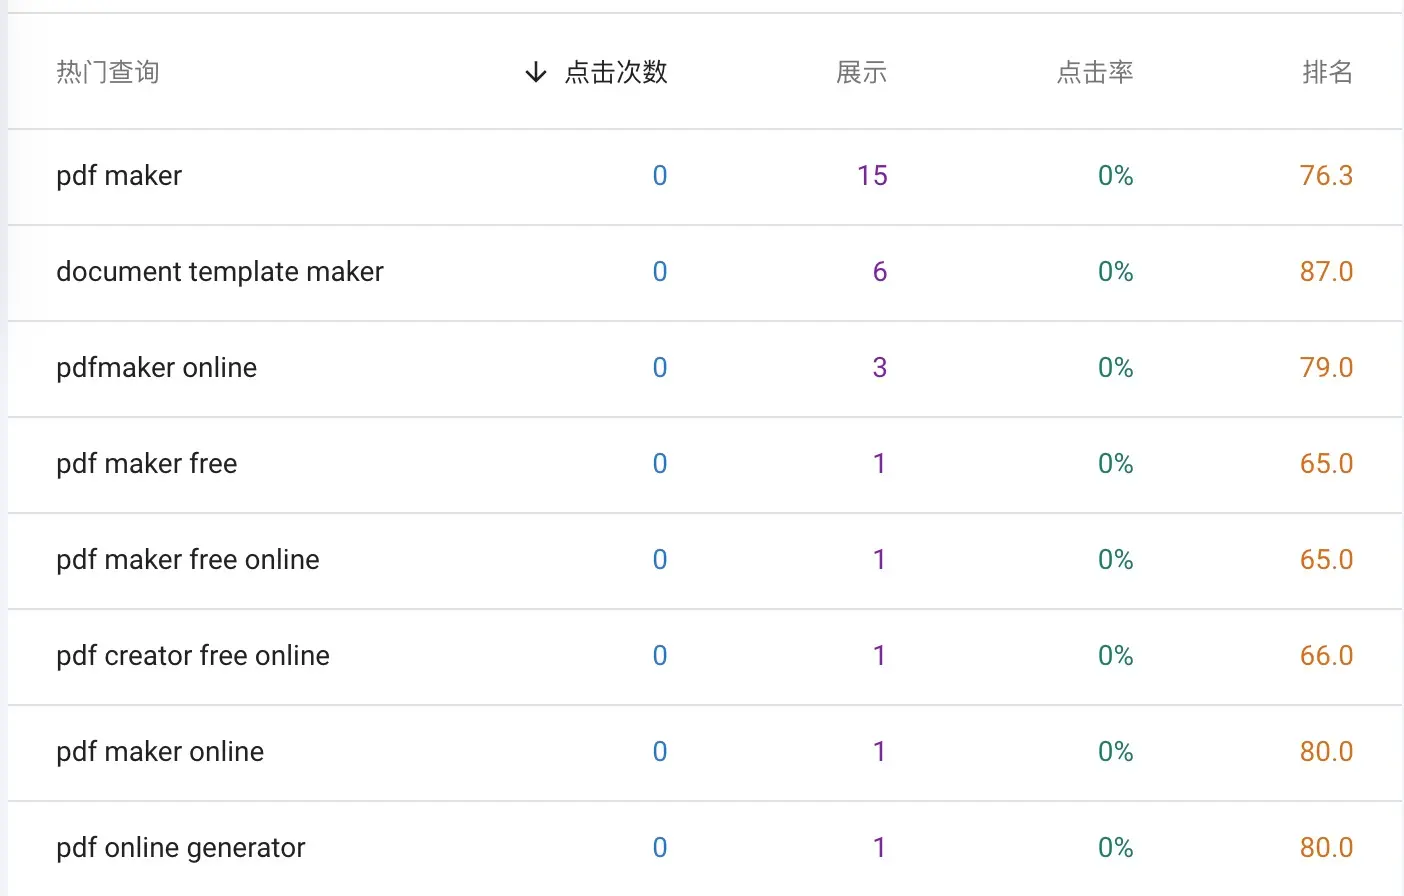 热门查询 ↓ 点击次数 展示 点击率 排名
pdf maker 0 15 0% 76.3
document template maker 0 6 0% 87.0
pdfmaker online 0 3 0% 79.0
pdf maker free 0 1 0% 65.0
pdf maker free online 0 1 0% 65.0
pdf creator free online 0 1 0% 66.0
pdf maker online 0 1 0% 80.0
pdf online generator 0 1 0% 80.0